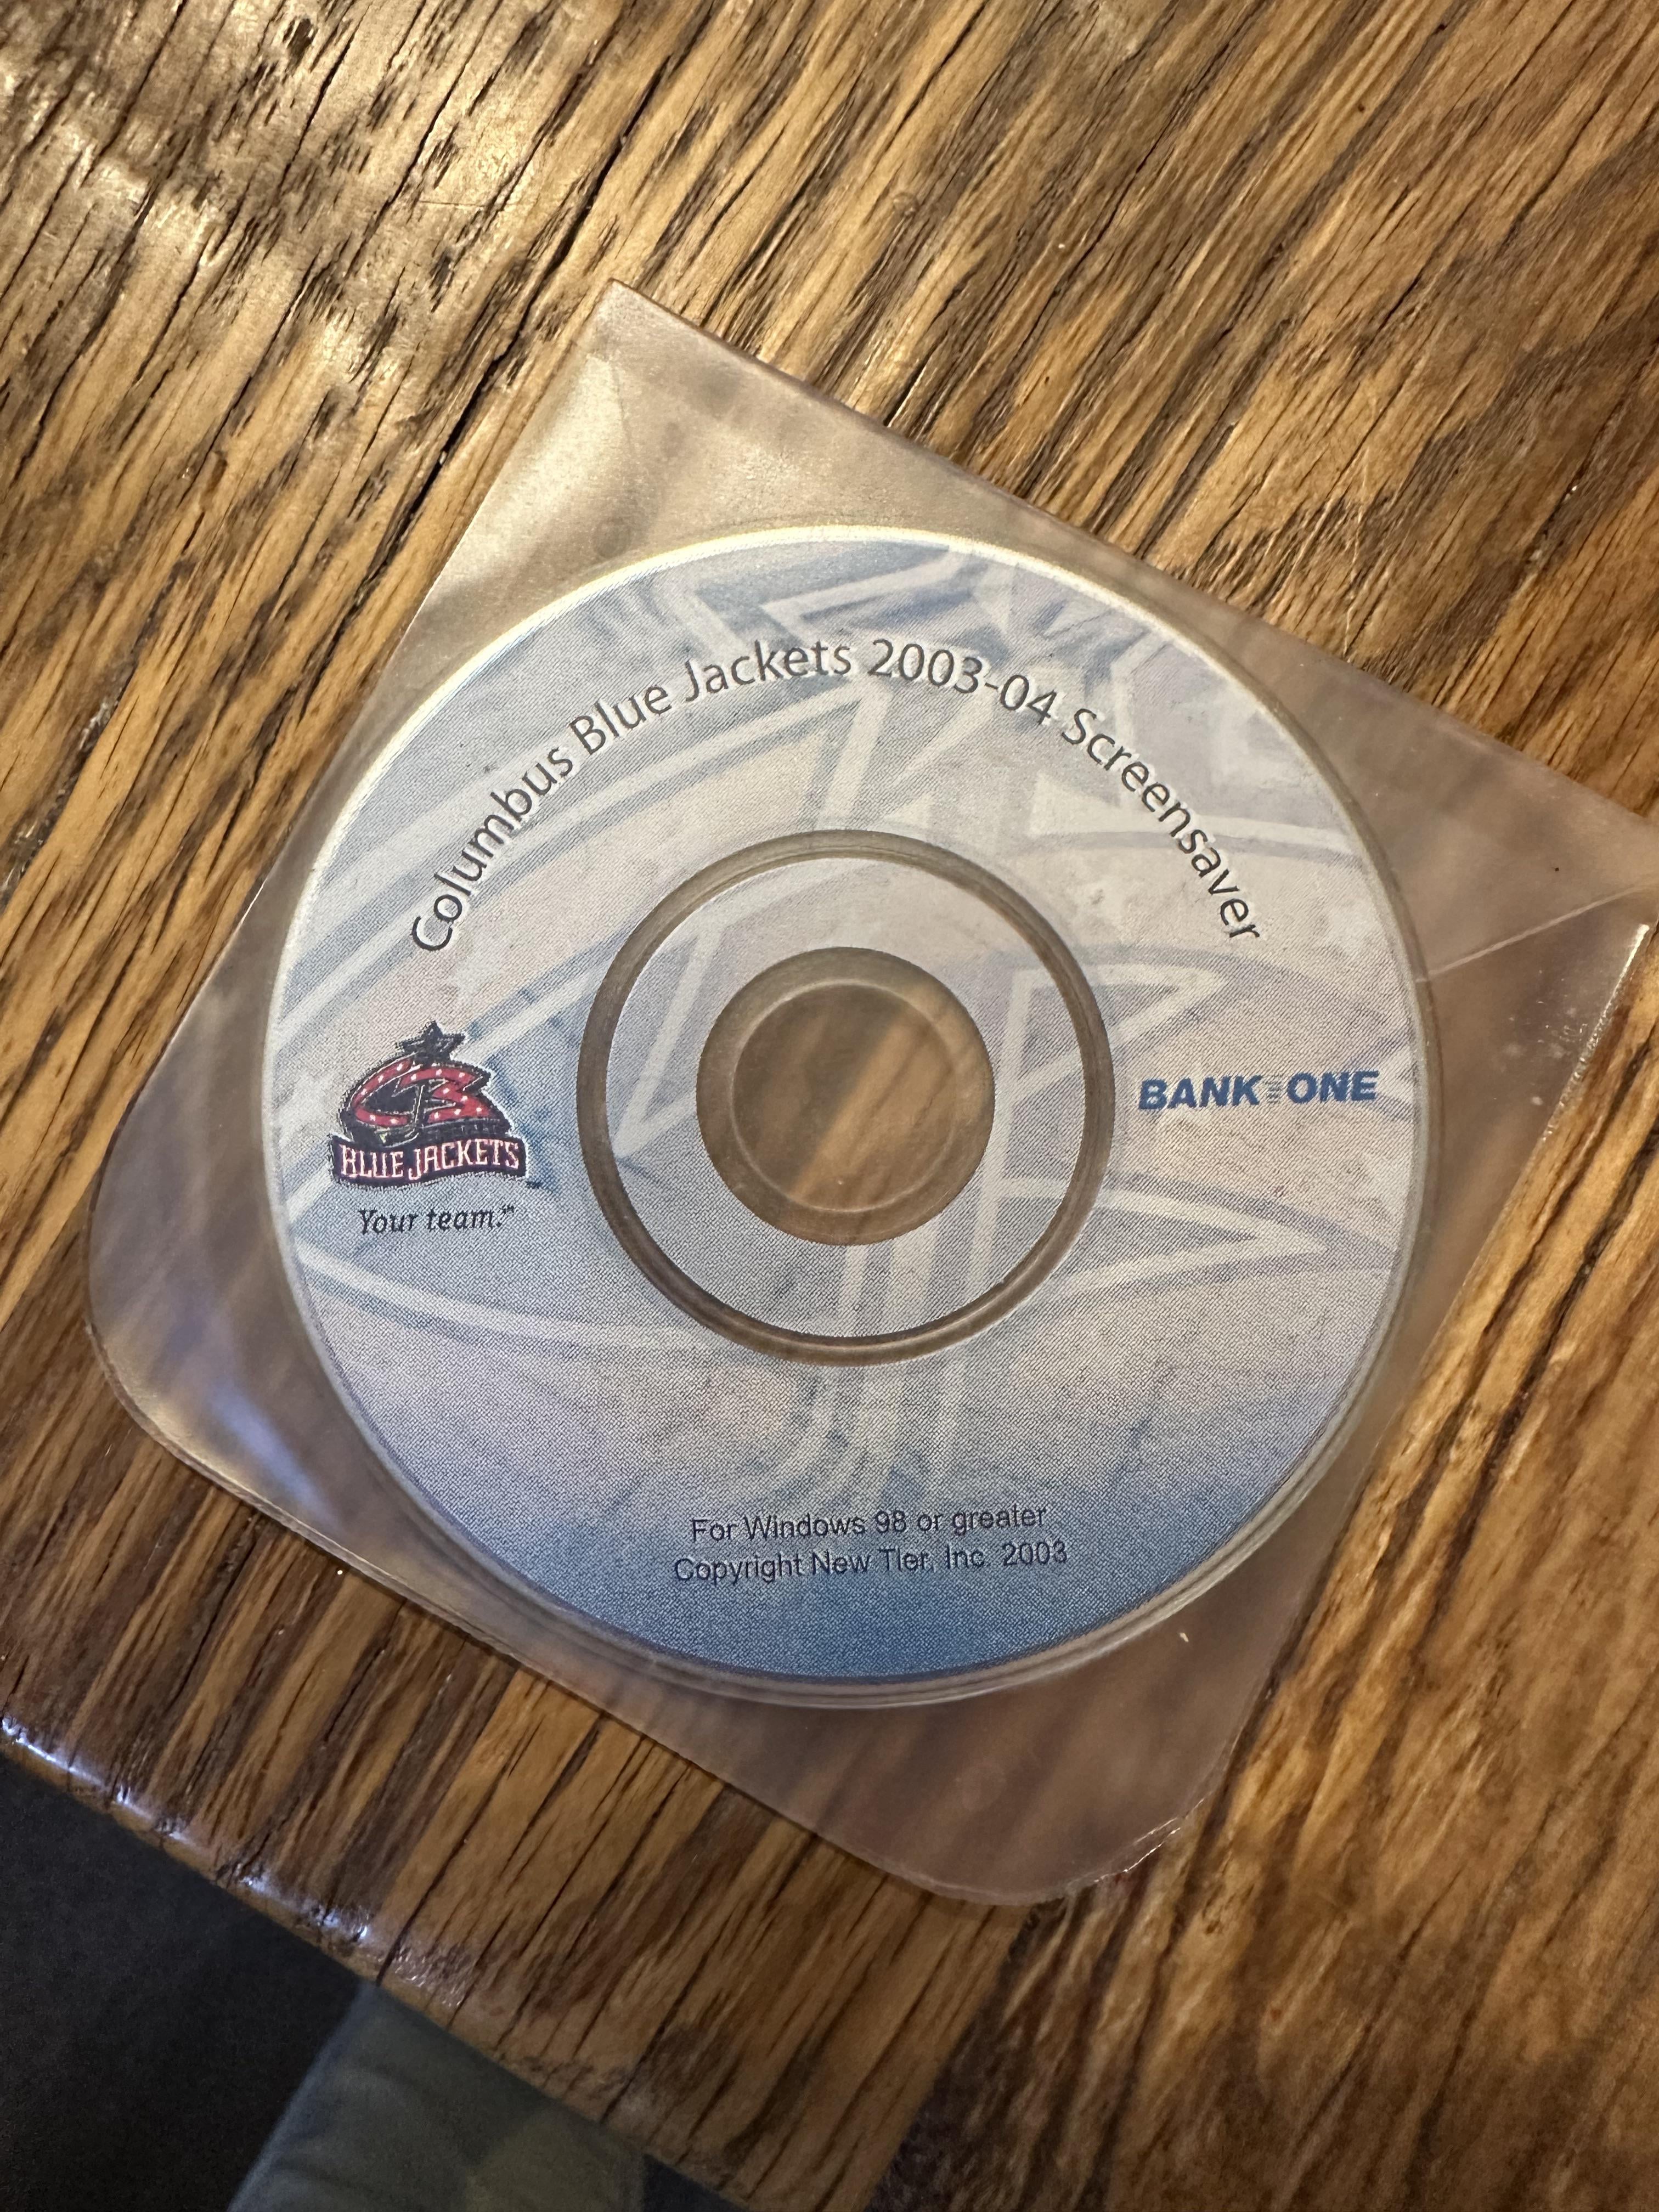 Columbus Blue Jackets 2003-04 Screensaver
BLUE JACKETS
Your team.℠
BANK ONE
For Windows 98 or greater
Copyright New Tier, Inc. 2003